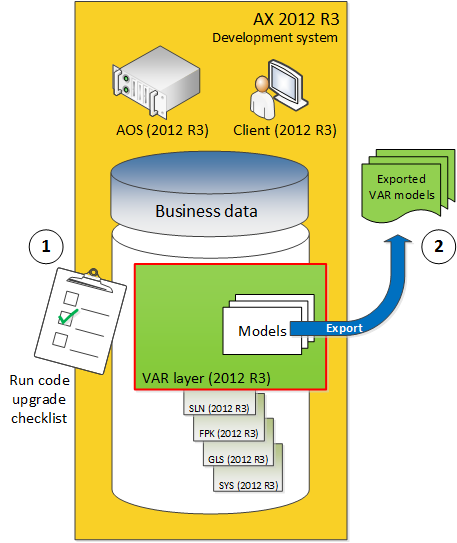 AX 2012 R3
Development system
AOS (2012 R3)
Client (2012 R3)
Exported
VAR models
Business data
1
2
Models
Export
VAR layer (2012 R3)
Run code
upgrade
checklist
SLN (2012 R3)
FPK (2012 R3)
GLS (2012 R3)
SYS (2012 R3)